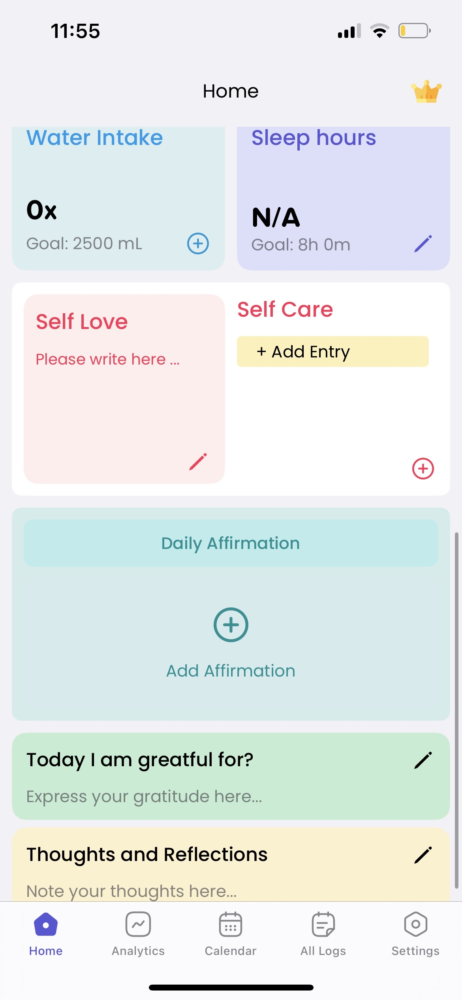 11:55
Home
Water Intake
Sleep hours
0x
N/A
Goal: 2500 mL
Goal: 8h 0m
Self Love
Self Care
Please write here ...
+ Add Entry
Daily Affirmation
Add Affirmation
Today I am greatful for?
Express your gratitude here...
Thoughts and Reflections
Note your thoughts here...
Home
Analytics
Calendar
All Logs
Settings